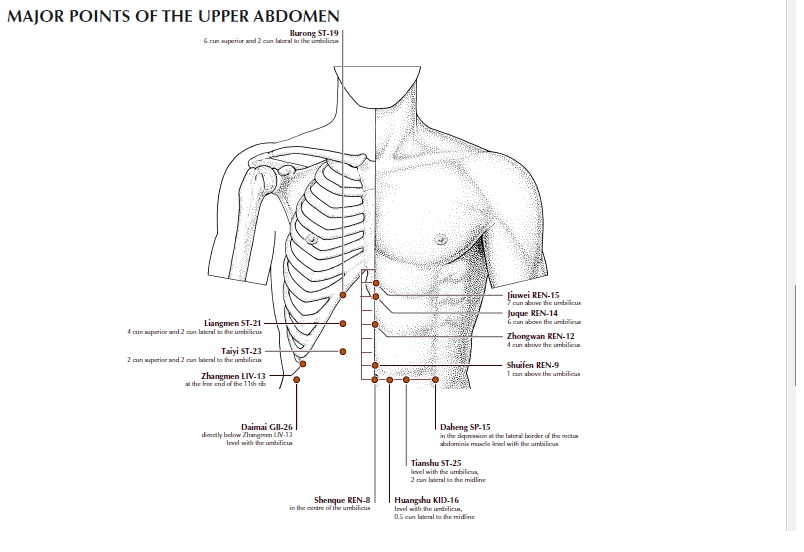 MAJOR POINTS OF THE UPPER ABDOMEN
Burong ST-19
6 cun superior and 2 cun lateral to the umbilicus
Jiuwei REN-15
7 cun above the umbilicus
Juque REN-14
6 cun above the umbilicus
Liangmen ST-21
4 cun superior and 2 cun lateral to the umbilicus
Zhongwan REN-12
4 cun above the umbilicus
Taiyi ST-23
2 cun superior and 2 cun lateral to the umbilicus
Shuifen REN-9
1 cun above the umbilicus
Zhangmen LIV-13
at the free end of the 11th rib
Daimai GB-26
directly below Zhangmen LIV-13
level with the umbilicus
Daheng SP-15
in the depression at the lateral border of the rectus
abdominis muscle level with the umbilicus
Tianshu ST-25
level with the umbilicus,
2 cun lateral to the midline
Shenque REN-8
in the centre of the umbilicus
Huangshu KID-16
level with the umbilicus,
0.5 cun lateral to the midline